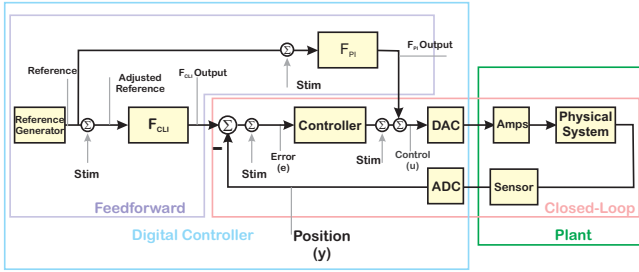 F_PI
F_PI Output
Stim
Reference
Adjusted
Reference
F_CLI Output
Reference
Generator
Σ
F_CLI
Σ
Σ
Controller
Σ
Σ
DAC
Amps
Physical
System
Σ
Stim
Stim
Error
(e)
Stim
Control
(u)
ADC
Sensor
Feedforward
Closed-Loop
Digital Controller
Position
(y)
Plant